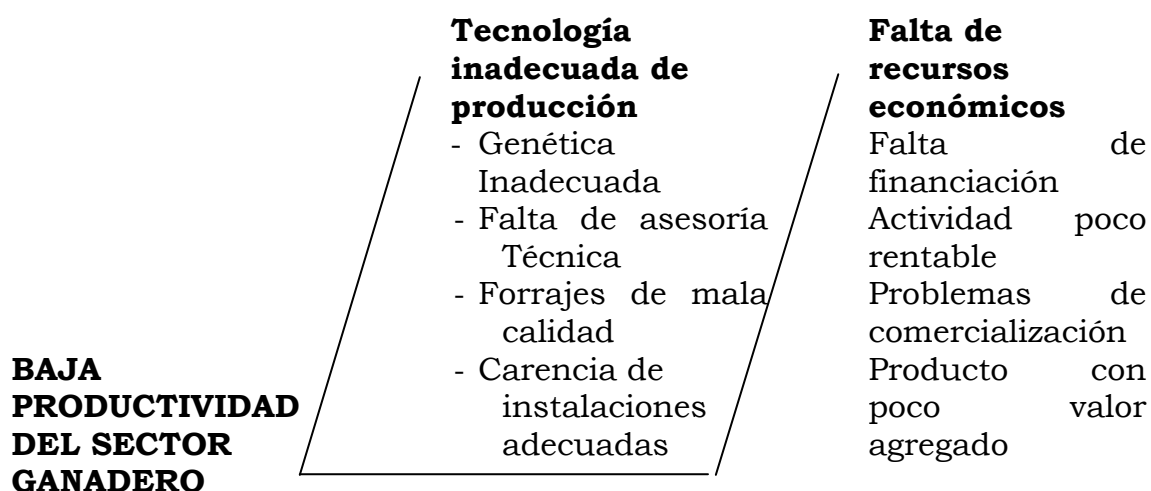 Tecnología
inadecuada de
producción
- Genética
Inadecuada
- Falta de asesoría
Técnica
- Forrajes de mala
calidad
- Carencia de
instalaciones
adecuadas
Falta de
recursos
económicos
Falta de
financiación
Actividad poco
rentable
Problemas de
comercialización
Producto con
poco valor
agregado
BAJA
PRODUCTIVIDAD
DEL SECTOR
GANADERO